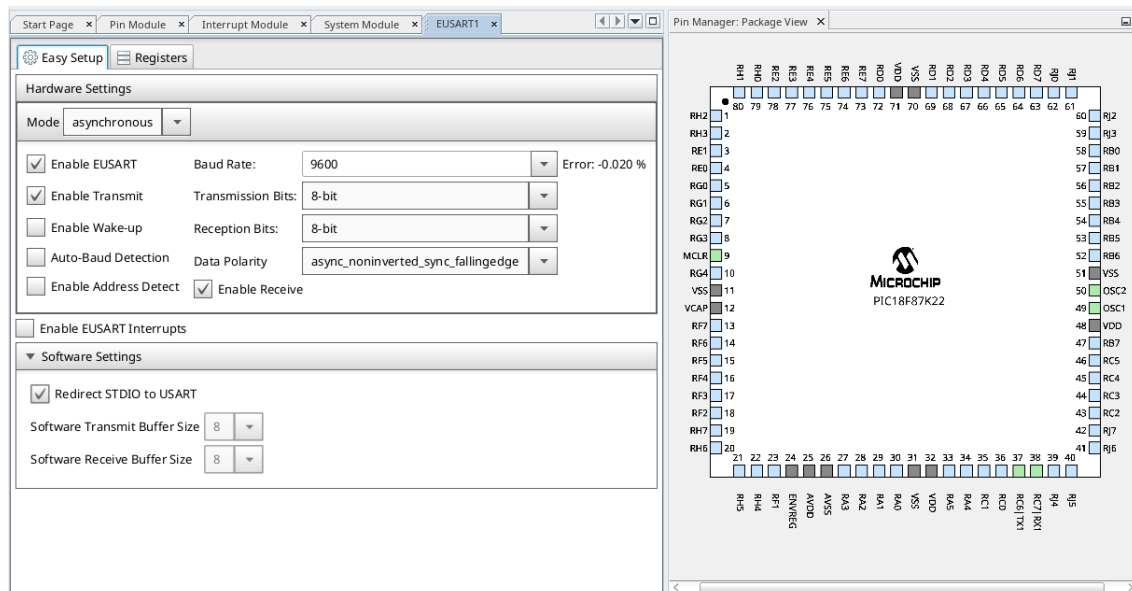 Start Page × Pin Module × Interrupt Module × System Module × EUSART1 ×
Easy Setup Registers
Hardware Settings
Mode asynchronous
Enable EUSART Baud Rate: 9600 Error: -0.020 %
Enable Transmit Transmission Bits: 8-bit
Enable Wake-up Reception Bits: 8-bit
Auto-Baud Detection Data Polarity async_noninverted_sync_fallingedge
Enable Address Detect Enable Receive
Enable EUSART Interrupts
Software Settings
Redirect STDIO to USART
Software Transmit Buffer Size 8
Software Receive Buffer Size 8
Pin Manager: Package View ×
RH1 RH0 RE2 RE3 RE4 RE5 RE6 RE7 RD0 VDD VSS RD1 RD2 RD3 RD4 RD5 RD6 RD7 RJ0 RJ1
80 79 78 77 76 75 74 73 72 71 70 69 68 67 66 65 64 63 62 61
RH2 1 60 RJ2
RH3 2 59 RJ3
RE1 3 58 RB0
RE0 4 57 RB1
RG0 5 56 RB2
RG1 6 55 RB3
RG2 7 54 RB4
RG3 8 53 RB5
MCLR 9 52 RB6
RG4 10 51 VSS
VSS 11 50 OSC2
VCAP 12 49 OSC1
RF7 13 48 VDD
RF6 14 47 RB7
RF5 15 46 RC5
RF4 16 45 RC4
RF3 17 44 RC3
RF2 18 43 RC2
RH7 19 42 RJ7
RH6 20 41 RJ6
MICROCHIP
PIC18F87K22
21 22 23 24 25 26 27 28 29 30 31 32 33 34 35 36 37 38 39 40
RH5 RH4 RF1 ENVREG AVDD AVSS RA3 RA2 RA1 RA0 VSS VDD RA5 RA4 RC1 RC0 RC6|TX1 RC7|RX1 RJ4 RJ5